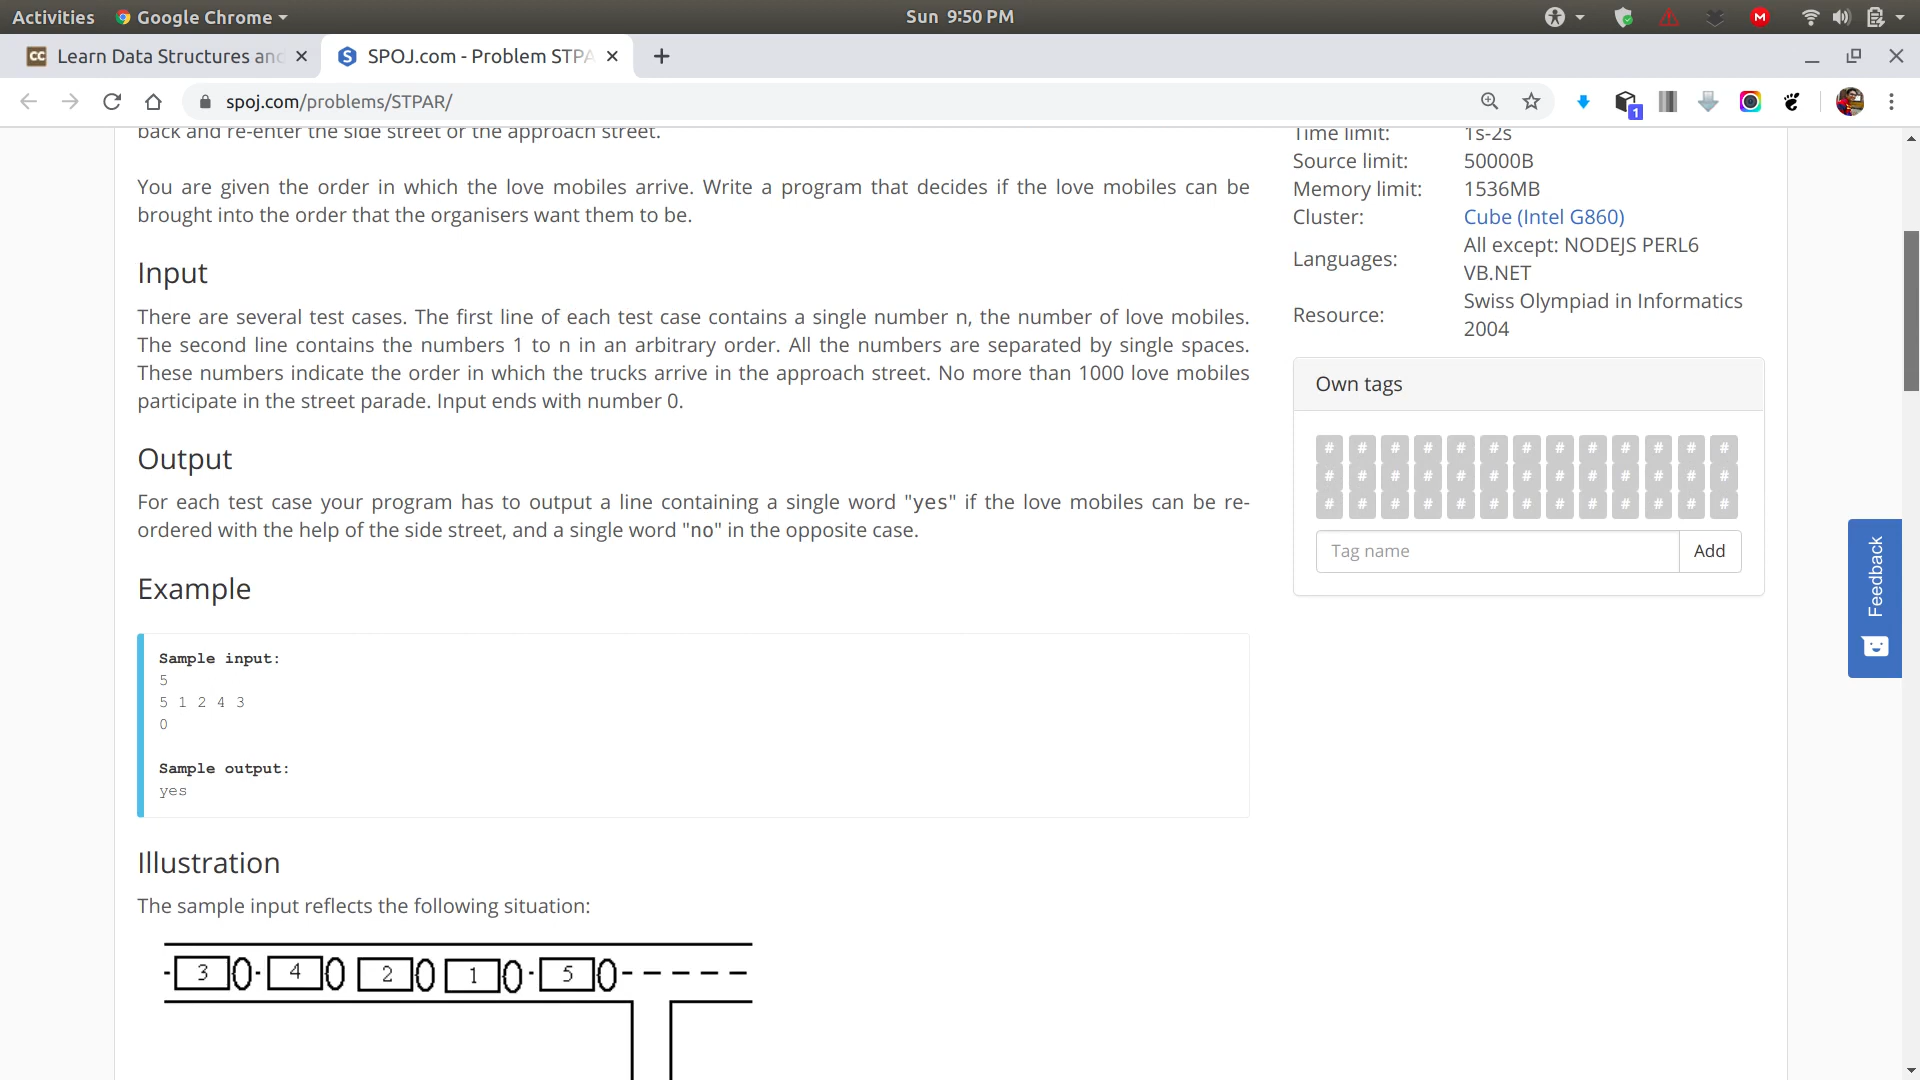 Activities
Google Chrome
Sun 9:50 PM
M
CC Learn Data Structures and
S SPOJ.com - Problem STPA
spoj.com/problems/STPAR/
1
back and re-enter the side street or the approach street.
You are given the order in which the love mobiles arrive. Write a program that decides if the love mobiles can be
brought into the order that the organisers want them to be.
Input
There are several test cases. The first line of each test case contains a single number n, the number of love mobiles.
The second line contains the numbers 1 to n in an arbitrary order. All the numbers are separated by single spaces.
These numbers indicate the order in which the trucks arrive in the approach street. No more than 1000 love mobiles
participate in the street parade. Input ends with number 0.
Output
For each test case your program has to output a line containing a single word "yes" if the love mobiles can be re-
ordered with the help of the side street, and a single word "no" in the opposite case.
Example
Sample input:
5
5 1 2 4 3
0
Sample output:
yes
Illustration
The sample input reflects the following situation:
3 4 2 1 5
Time limit: 1s-2s
Source limit: 50000B
Memory limit: 1536MB
Cluster: Cube (Intel G860)
Languages: All except: NODEJS PERL6
VB.NET
Resource: Swiss Olympiad in Informatics
2004
Own tags
# # # # # # # # # # # # #
# # # # # # # # # # # # #
# # # # # # # # # # # # #
Tag name
Add
Feedback